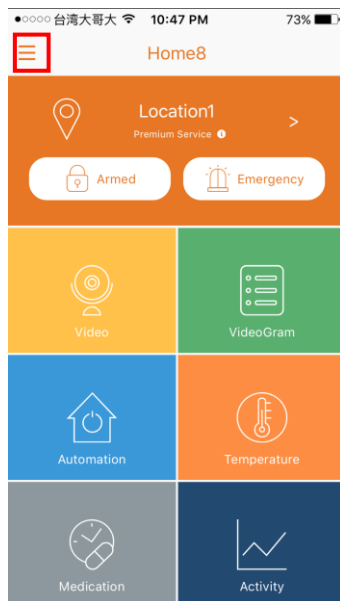 台湾大哥大 10:47 PM 73%
Home8
Location1
Premium Service
>
Armed Emergency
Video VideoGram
Automation Temperature
Medication Activity